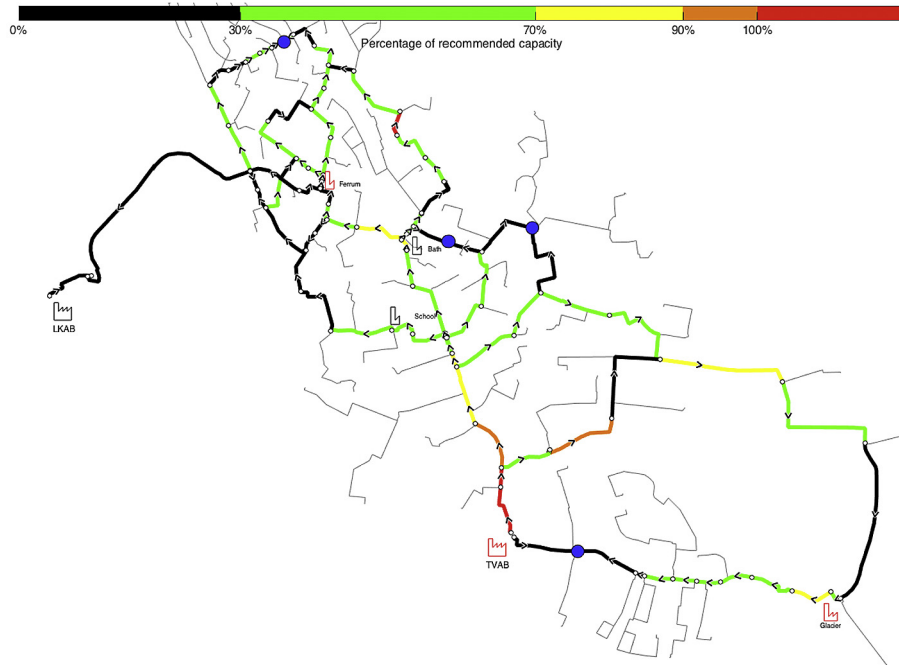 0% 30% 70% 90% 100%
Percentage of recommended capacity
Ferrum
Bath
LKAB
School
TVAB
Glacier